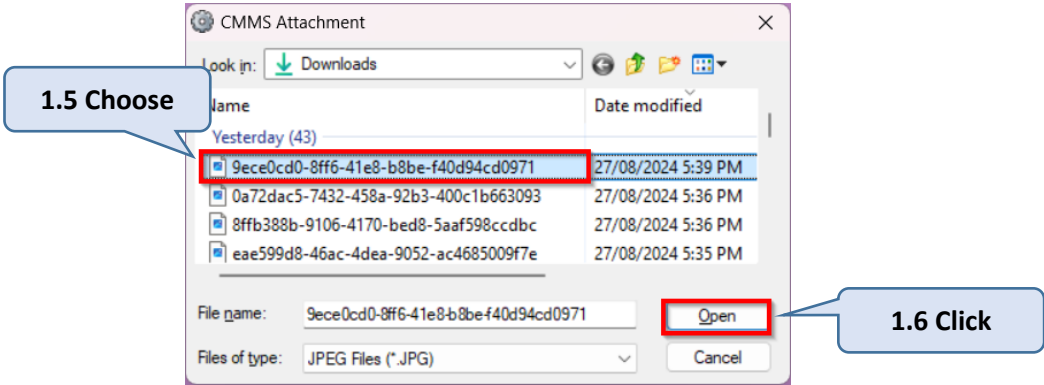 CMMS Attachment
Look in: Downloads
1.5 Choose
Name Date modified
Yesterday (43)
9ece0cd0-8ff6-41e8-b8be-f40d94cd0971 27/08/2024 5:39 PM
0a72dac5-7432-458a-92b3-400c1b663093 27/08/2024 5:36 PM
8ffb388b-9106-4170-bed8-5aaf598ccdbc 27/08/2024 5:36 PM
eae599d8-46ac-4dea-9052-ac4685009f7e 27/08/2024 5:35 PM
File name: 9ece0cd0-8ff6-41e8-b8be-f40d94cd0971 Open
1.6 Click
Files of type: JPEG Files (*.JPG) Cancel